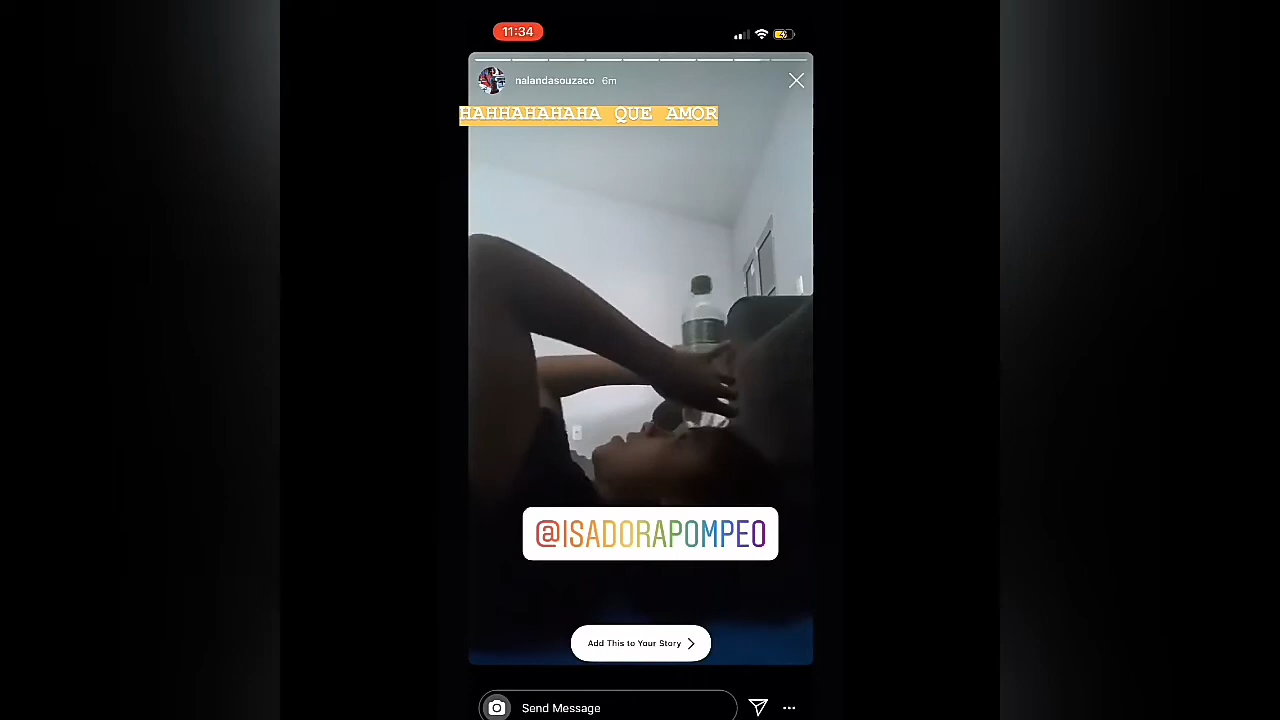 11:34
nalandasouzaco 6m
HAHHAHAHAHA QUE AMOR
@ISADORAPOMPEO
Add This to Your Story
Send Message